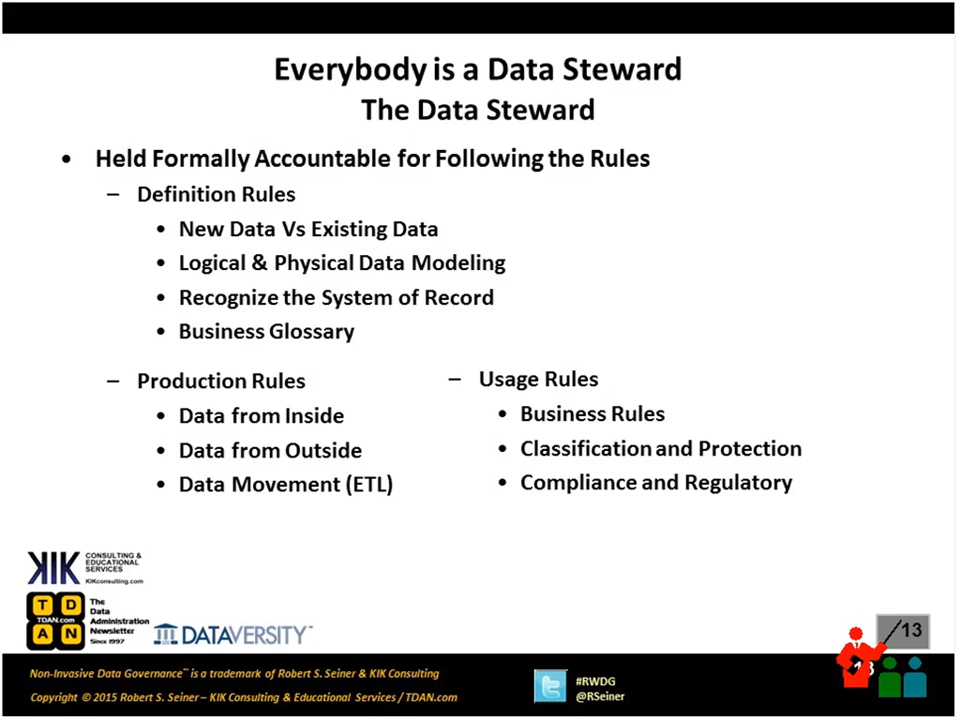 Everybody is a Data Steward
The Data Steward
• Held Formally Accountable for Following the Rules
– Definition Rules
• New Data Vs Existing Data
• Logical & Physical Data Modeling
• Recognize the System of Record
• Business Glossary
– Production Rules
• Data from Inside
• Data from Outside
• Data Movement (ETL)
– Usage Rules
• Business Rules
• Classification and Protection
• Compliance and Regulatory
KIK CONSULTING &
EDUCATIONAL
SERVICES
KIKconsulting.com
T D
TDAN.com
A N
The
Data
Administration
Newsletter
Since 1997
DATAVERSITY™
/13
13
Non-Invasive Data Governance™ is a trademark of Robert S. Seiner & KIK Consulting
Copyright © 2015 Robert S. Seiner – KIK Consulting & Educational Services / TDAN.com
#RWDG
@RSeiner